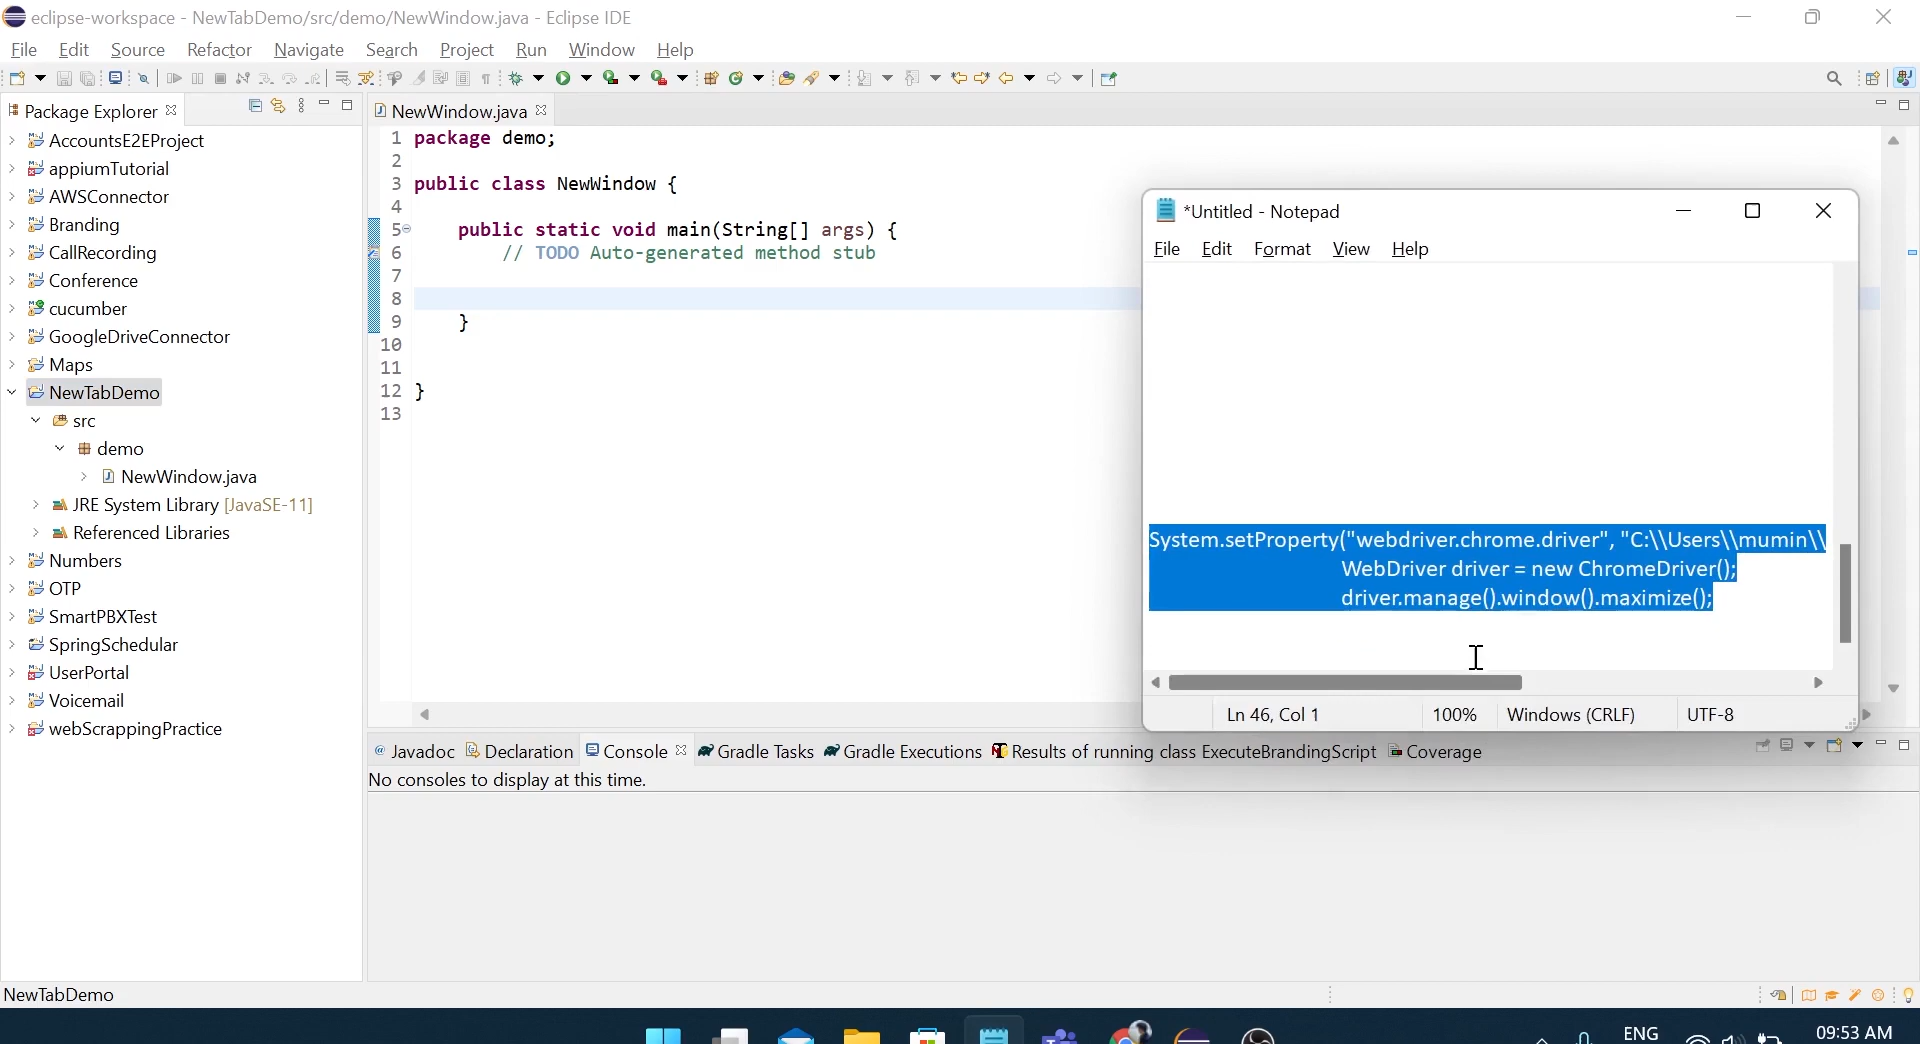 eclipse-workspace - NewTabDemo/src/demo/NewWindow.java - Eclipse IDE
File Edit Source Refactor Navigate Search Project Run Window Help
Package Explorer
AccountsE2EProject
appiumTutorial
AWSConnector
Branding
CallRecording
Conference
cucumber
GoogleDriveConnector
Maps
NewTabDemo
src
demo
NewWindow.java
JRE System Library [JavaSE-11]
Referenced Libraries
Numbers
OTP
SmartPBXTest
SpringSchedular
UserPortal
Voicemail
webScrappingPractice
NewWindow.java
1 package demo;
2
3 public class NewWindow {
4
5 public static void main(String[] args) {
6 // TODO Auto-generated method stub
7
8
9 }
10
11
12 }
13
*Untitled - Notepad
File Edit Format View Help
System.setProperty("webdriver.chrome.driver", "C:\\Users\\mumin\\
WebDriver driver = new ChromeDriver();
driver.manage().window().maximize();
Ln 46, Col 1 100% Windows (CRLF) UTF-8
@ Javadoc Declaration Console Gradle Tasks Gradle Executions Results of running class ExecuteBrandingScript Coverage
No consoles to display at this time.
NewTabDemo
ENG
09:53 AM